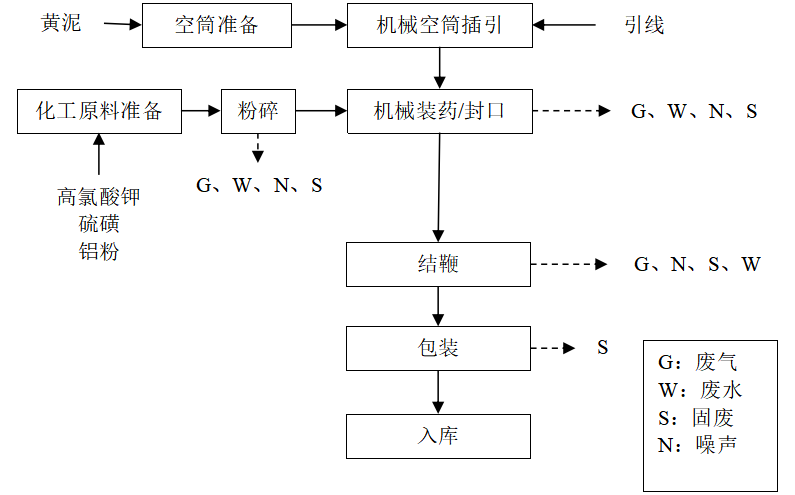 黄泥
空筒准备
机械空筒插引
引线
化工原料准备
粉碎
机械装药/封口
G、W、N、S
G、W、N、S
高氯酸钾
硫磺
铝粉
结鞭
G、N、S、W
包装
S
入库
G：废气
W：废水
S：固废
N：噪声